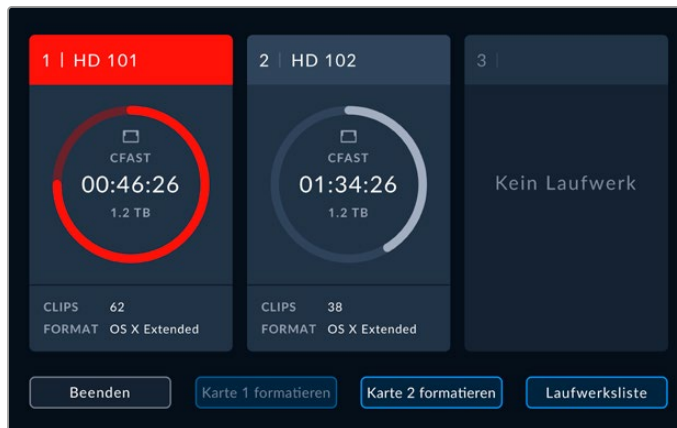 1 | HD 101
CFAST
00:46:26
1.2 TB
CLIPS 62
FORMAT OS X Extended
2 | HD 102
CFAST
01:34:26
1.2 TB
CLIPS 38
FORMAT OS X Extended
3 |
Kein Laufwerk
Beenden
Karte 1 formatieren
Karte 2 formatieren
Laufwerksliste